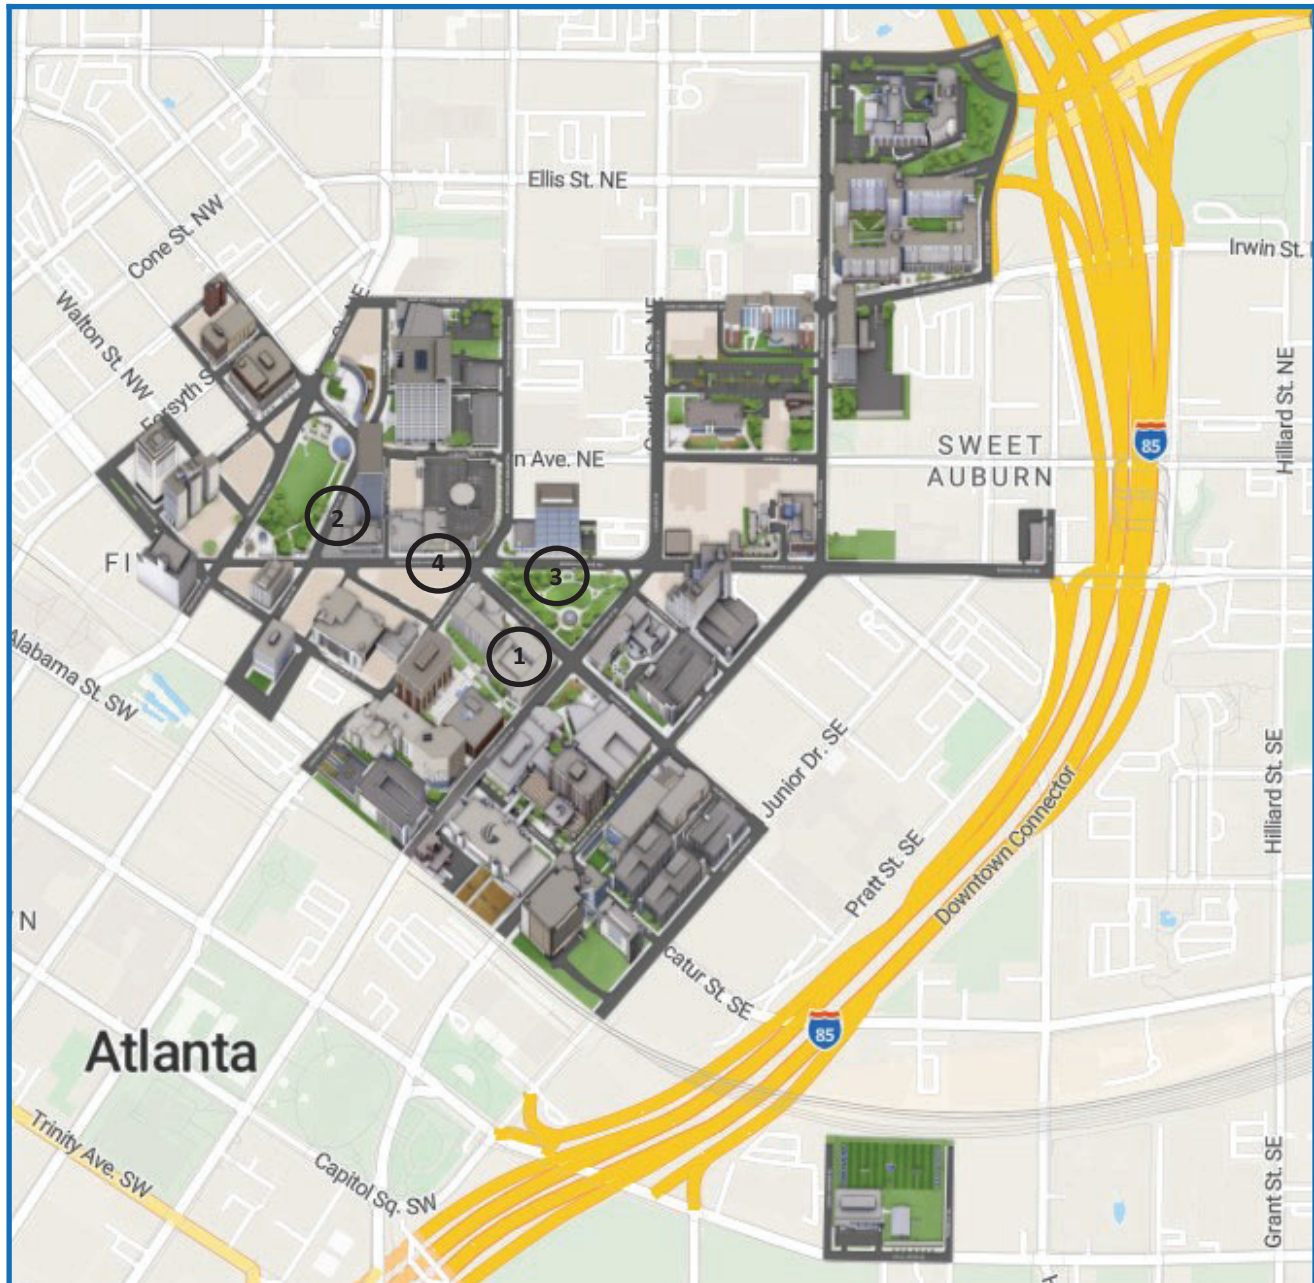 Ellis St. NE
Cone St. NW
Irwin St.
Walton St. NW
Forsyth S
Hilliard St. NE
SWEET
AUBURN
85
n Ave. NE
2
4
3
FI
1
Alabama St. SW
Junior Dr. SE
Hilliard St. SE
Pratt St. SE
Downtown Connector
N
catur St. SE
85
Atlanta
Trinity Ave. SW
Capitol Sq. SW
Grant St. SE